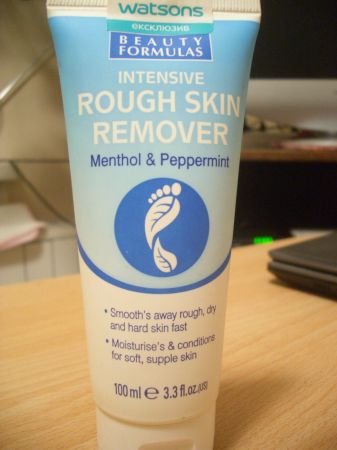 watsons
ексклюзив
BEAUTY
FORMULAS
INTENSIVE
ROUGH SKIN
REMOVER
Menthol & Peppermint
• Smooth's away rough, dry
and hard skin fast
• Moisturise's & conditions
for soft, supple skin
100ml e 3.3 fl.oz.(US)